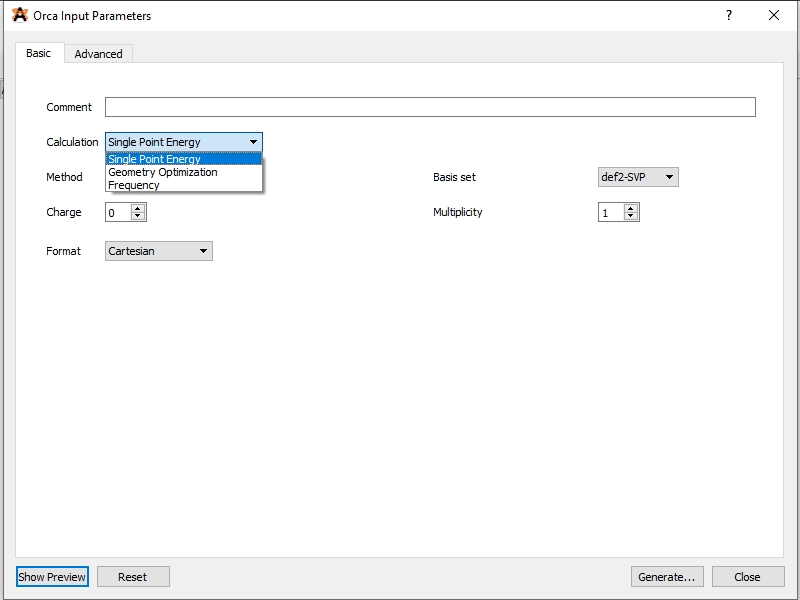 Orca Input Parameters ?
Basic Advanced
Comment
Calculation Single Point Energy
Single Point Energy
Geometry Optimization
Frequency
Method Basis set def2-SVP
Charge 0 Multiplicity 1
Format Cartesian
Show Preview Reset Generate... Close